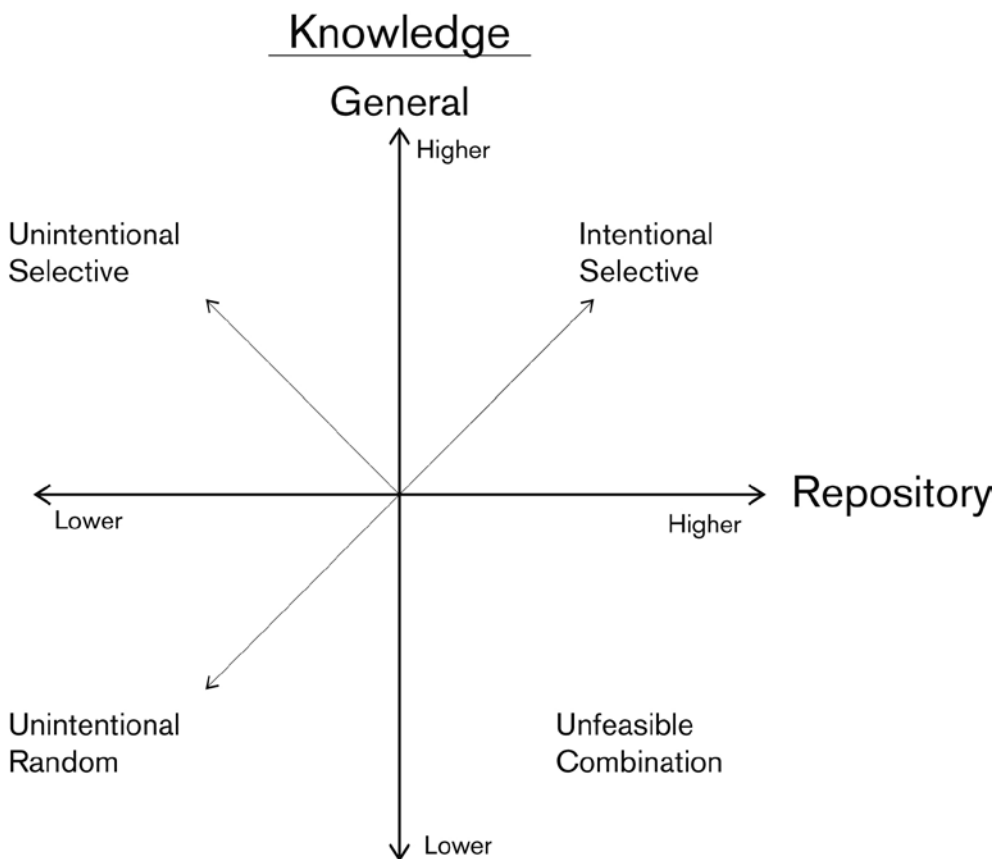 Knowledge
General
Higher
Unintentional
Selective
Intentional
Selective
Repository
Lower
Higher
Unintentional
Random
Unfeasible
Combination
Lower